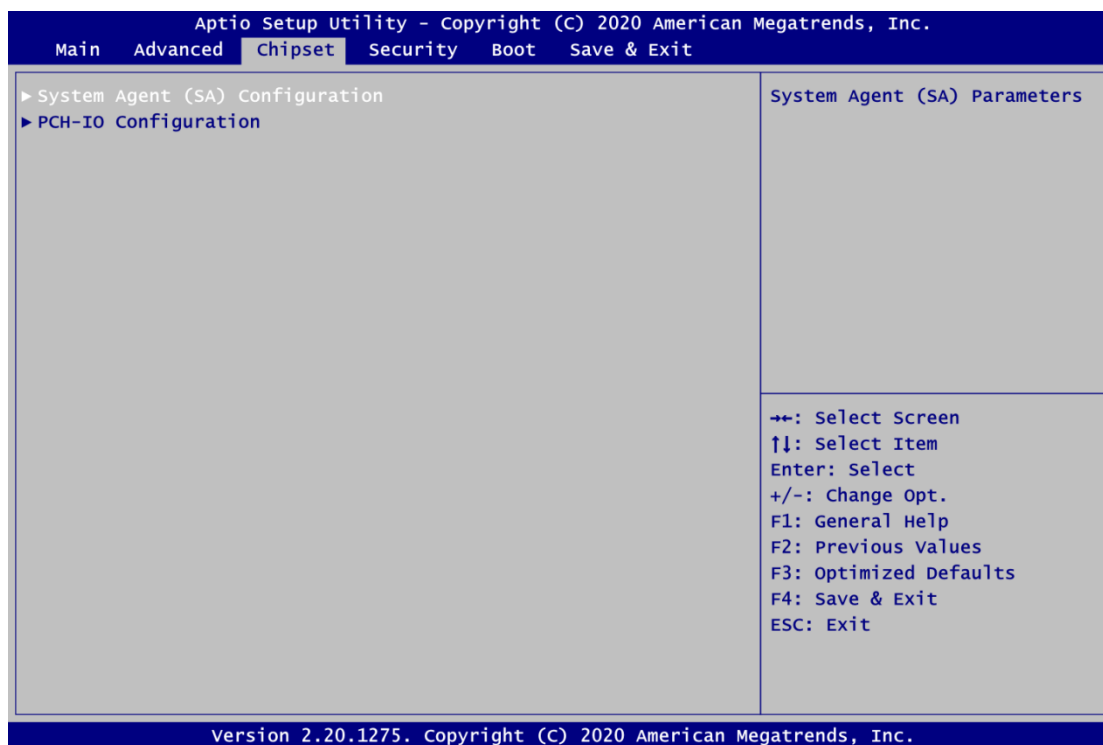 Aptio Setup Utility - Copyright (C) 2020 American Megatrends, Inc.
Main Advanced Chipset Security Boot Save & Exit
►System Agent (SA) Configuration
►PCH-IO Configuration
System Agent (SA) Parameters
→←: Select Screen
↑↓: Select Item
Enter: Select
+/-: Change Opt.
F1: General Help
F2: Previous Values
F3: Optimized Defaults
F4: Save & Exit
ESC: Exit
Version 2.20.1275. Copyright (C) 2020 American Megatrends, Inc.